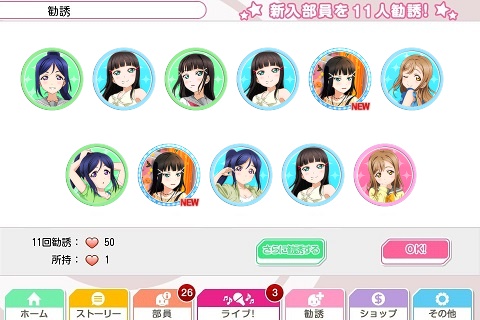 勧誘
新入部員を11人勧誘!
NEW
NEW
11回勧誘: 50
所持: 1
さらに勧誘する
OK!
26
3
ホーム
ストーリー
部員
ライブ!
勧誘
ショップ
その他